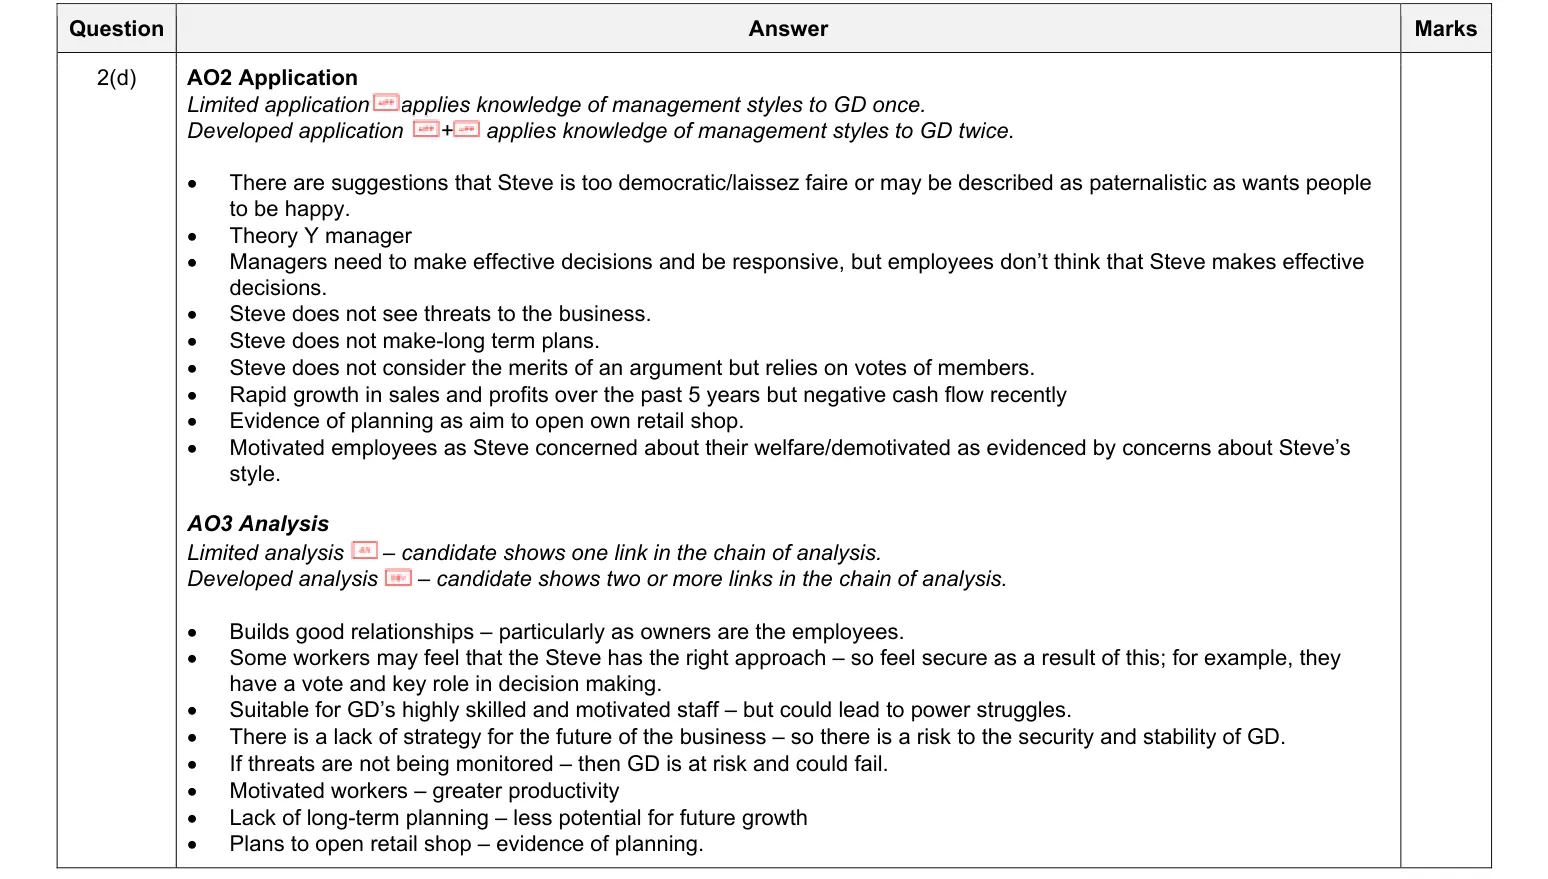 Question Answer Marks
2(d) AO2 Application
Limited application applies knowledge of management styles to GD once.
Developed application + applies knowledge of management styles to GD twice.
• There are suggestions that Steve is too democratic/laissez faire or may be described as paternalistic as wants people
to be happy.
• Theory Y manager
• Managers need to make effective decisions and be responsive, but employees don’t think that Steve makes effective
decisions.
• Steve does not see threats to the business.
• Steve does not make-long term plans.
• Steve does not consider the merits of an argument but relies on votes of members.
• Rapid growth in sales and profits over the past 5 years but negative cash flow recently
• Evidence of planning as aim to open own retail shop.
• Motivated employees as Steve concerned about their welfare/demotivated as evidenced by concerns about Steve’s
style.
AO3 Analysis
Limited analysis – candidate shows one link in the chain of analysis.
Developed analysis – candidate shows two or more links in the chain of analysis.
• Builds good relationships – particularly as owners are the employees.
• Some workers may feel that the Steve has the right approach – so feel secure as a result of this; for example, they
have a vote and key role in decision making.
• Suitable for GD’s highly skilled and motivated staff – but could lead to power struggles.
• There is a lack of strategy for the future of the business – so there is a risk to the security and stability of GD.
• If threats are not being monitored – then GD is at risk and could fail.
• Motivated workers – greater productivity
• Lack of long-term planning – less potential for future growth
• Plans to open retail shop – evidence of planning.